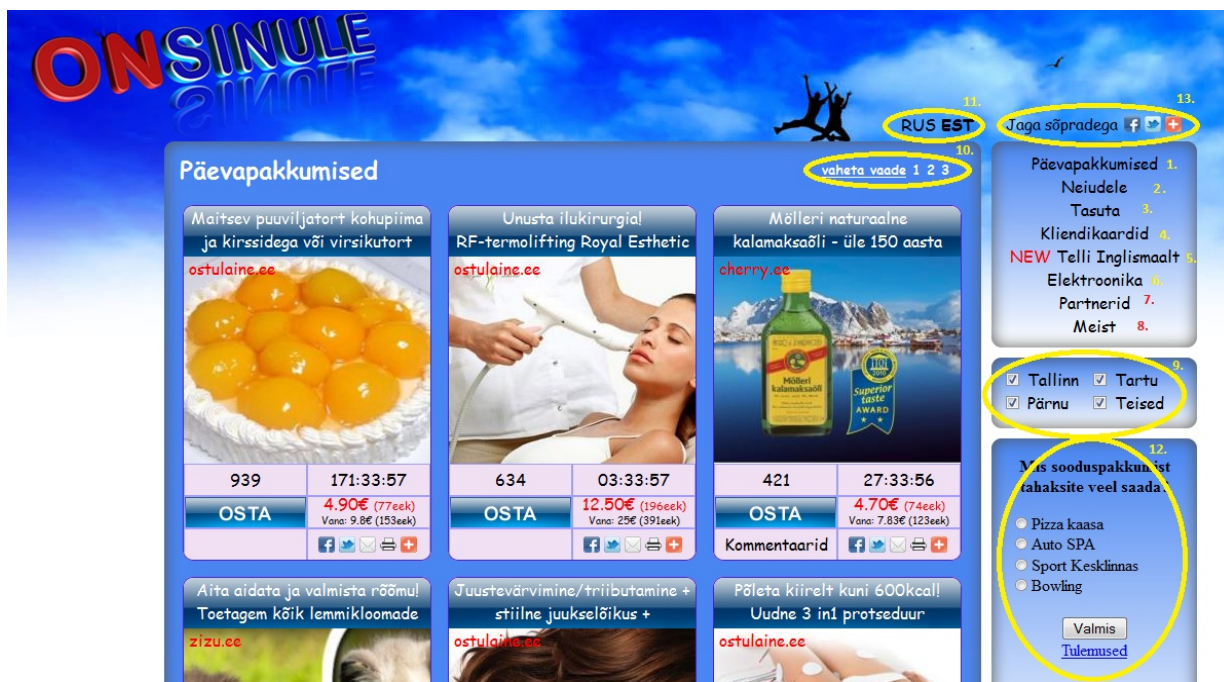 ONSINULE
11.
13.
RUS EST
Jaga sõpradega
Päevapakkumised
10.
vaheta vaade 1 2 3
Maitsev puuviljatort kohupiima
ja kirssidega või virsikutort
ostulaine.ee
939
171:33:57
OSTA
4.90€ (77eek)
Vana: 9.8€ (153eek)
Unusta ilukirurgia!
RF-termolifting Royal Esthetic
ostulaine.ee
634
03:33:57
OSTA
12.50€ (196eek)
Vana: 25€ (391eek)
Mölleri naturaalne
kalamaksaõli - üle 150 aasta
cherry.ee
Mölleri
kalamaksaõli
2010
Superior
taste
AWARD
421
27:33:56
OSTA
4.70€ (74eek)
Vana: 7.83€ (123eek)
Kommentaarid
Aita aidata ja valmista rõõmu!
Toetagem kõik lemmikloomade
zizu.ee
Juustevärvimine/triibutamine +
stiilne juukselõikus +
ostulaine.ee
Põleta kiirelt kuni 600kcal!
Uudne 3 in1 protseduur
ostulaine.ee
Päevapakkumised 1.
Neiudele 2.
Tasuta 3.
Kliendikaardid 4.
NEW Telli Inglismaalt 5.
Elektroonika 6.
Partnerid 7.
Meist 8.
9.
Tallinn Tartu
Pärnu Teised
12.
Mis sooduspakkumist
tahaksite veel saada?
Pizza kaasa
Auto SPA
Sport Kesklinnas
Bowling
Valmis
Tulemused